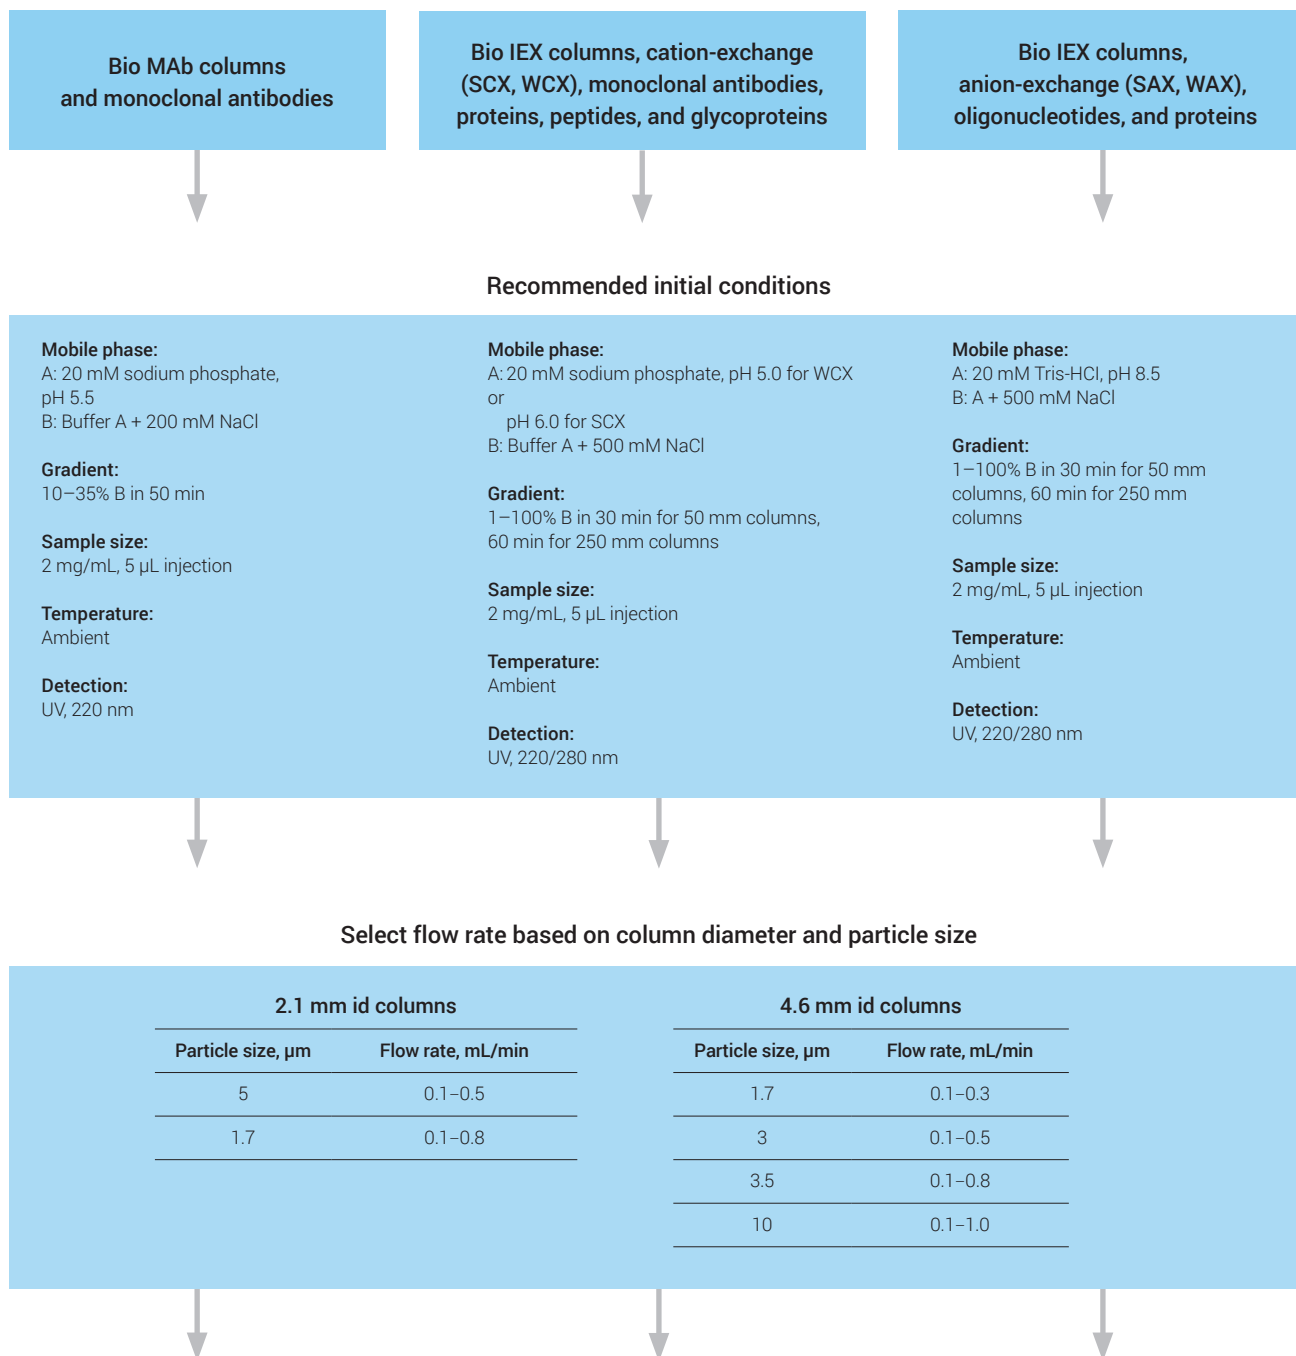 Bio MAb columns
and monoclonal antibodies
Bio IEX columns, cation-exchange
(SCX, WCX), monoclonal antibodies,
proteins, peptides, and glycoproteins
Bio IEX columns,
anion-exchange (SAX, WAX),
oligonucleotides, and proteins
Recommended initial conditions
Mobile phase:
A: 20 mM sodium phosphate,
pH 5.5
B: Buffer A + 200 mM NaCl
Gradient:
10–35% B in 50 min
Sample size:
2 mg/mL, 5 µL injection
Temperature:
Ambient
Detection:
UV, 220 nm
Mobile phase:
A: 20 mM sodium phosphate, pH 5.0 for WCX
or
pH 6.0 for SCX
B: Buffer A + 500 mM NaCl
Gradient:
1–100% B in 30 min for 50 mm columns,
60 min for 250 mm columns
Sample size:
2 mg/mL, 5 µL injection
Temperature:
Ambient
Detection:
UV, 220/280 nm
Mobile phase:
A: 20 mM Tris-HCl, pH 8.5
B: A + 500 mM NaCl
Gradient:
1–100% B in 30 min for 50 mm
columns, 60 min for 250 mm
columns
Sample size:
2 mg/mL, 5 µL injection
Temperature:
Ambient
Detection:
UV, 220/280 nm
Select flow rate based on column diameter and particle size
2.1 mm id columns
Particle size, µm Flow rate, mL/min
5 0.1–0.5
1.7 0.1–0.8
4.6 mm id columns
Particle size, µm Flow rate, mL/min
1.7 0.1–0.3
3 0.1–0.5
3.5 0.1–0.8
10 0.1–1.0